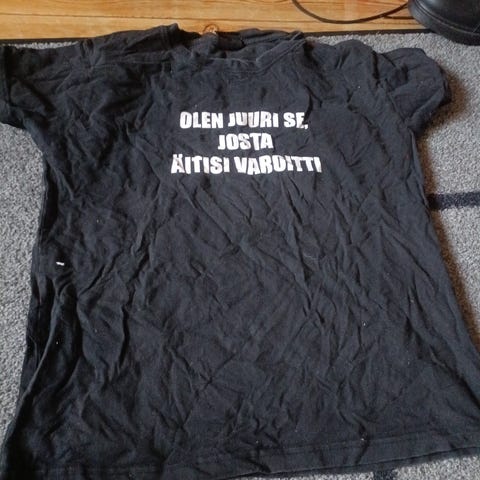 OLEN JUURI SE,
JOSTA
ÄITISI VAROITTI